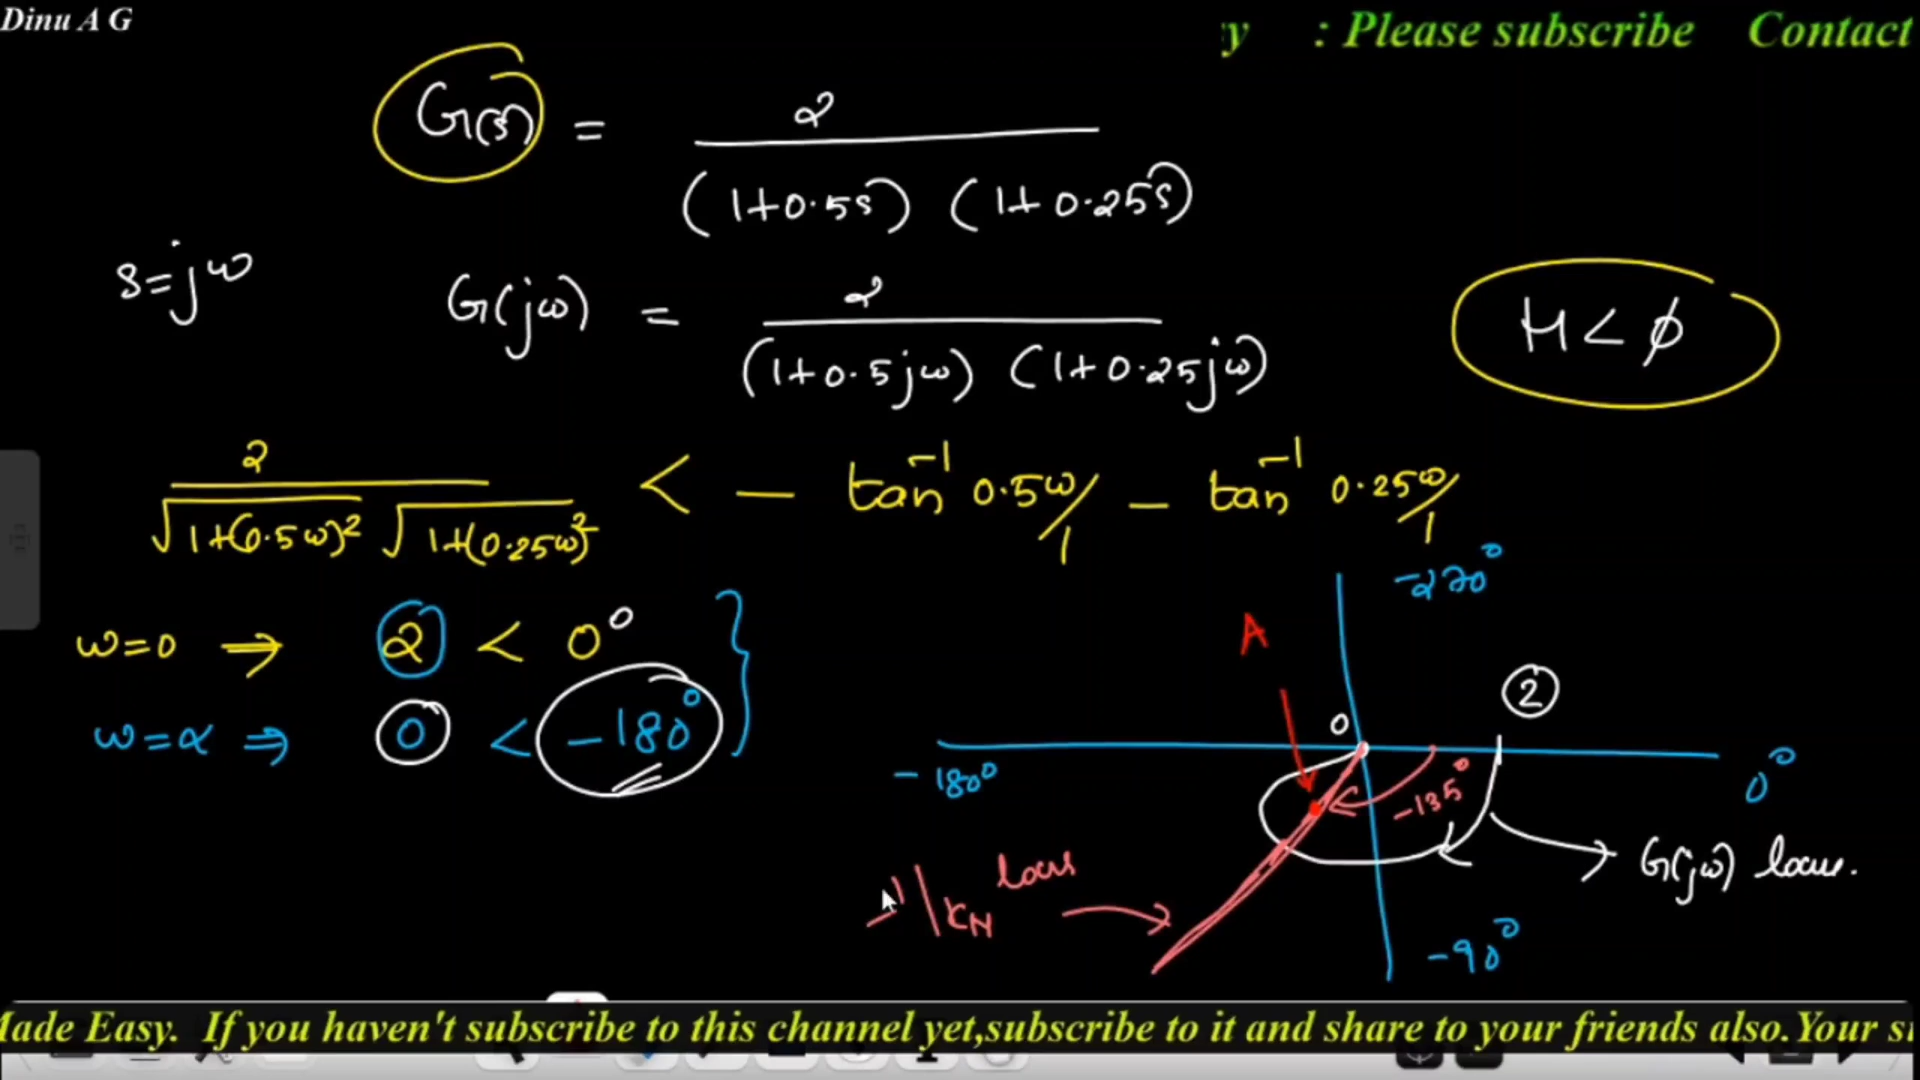 Dinu A G
y : Please subscribe Contact
G(s) = 2 / (1+0.5s) (1+0.25s)
s=jω G(jω) = 2 / (1+0.5jω) (1+0.25jω)
M < ϕ
2 / √1+(0.5ω)² √1+(0.25ω)² < – tan⁻¹ 0.5ω/1 – tan⁻¹ 0.25ω/1
ω=0 ⇒ 2 < 0°
ω=α ⇒ 0 < –180°
-270°
A
2
0
-180°
0°
-135°
G(jω) locus.
-1/KN locus
-90°
Made Easy. If you haven't subscribe to this channel yet,subscribe to it and share to your friends also.Your